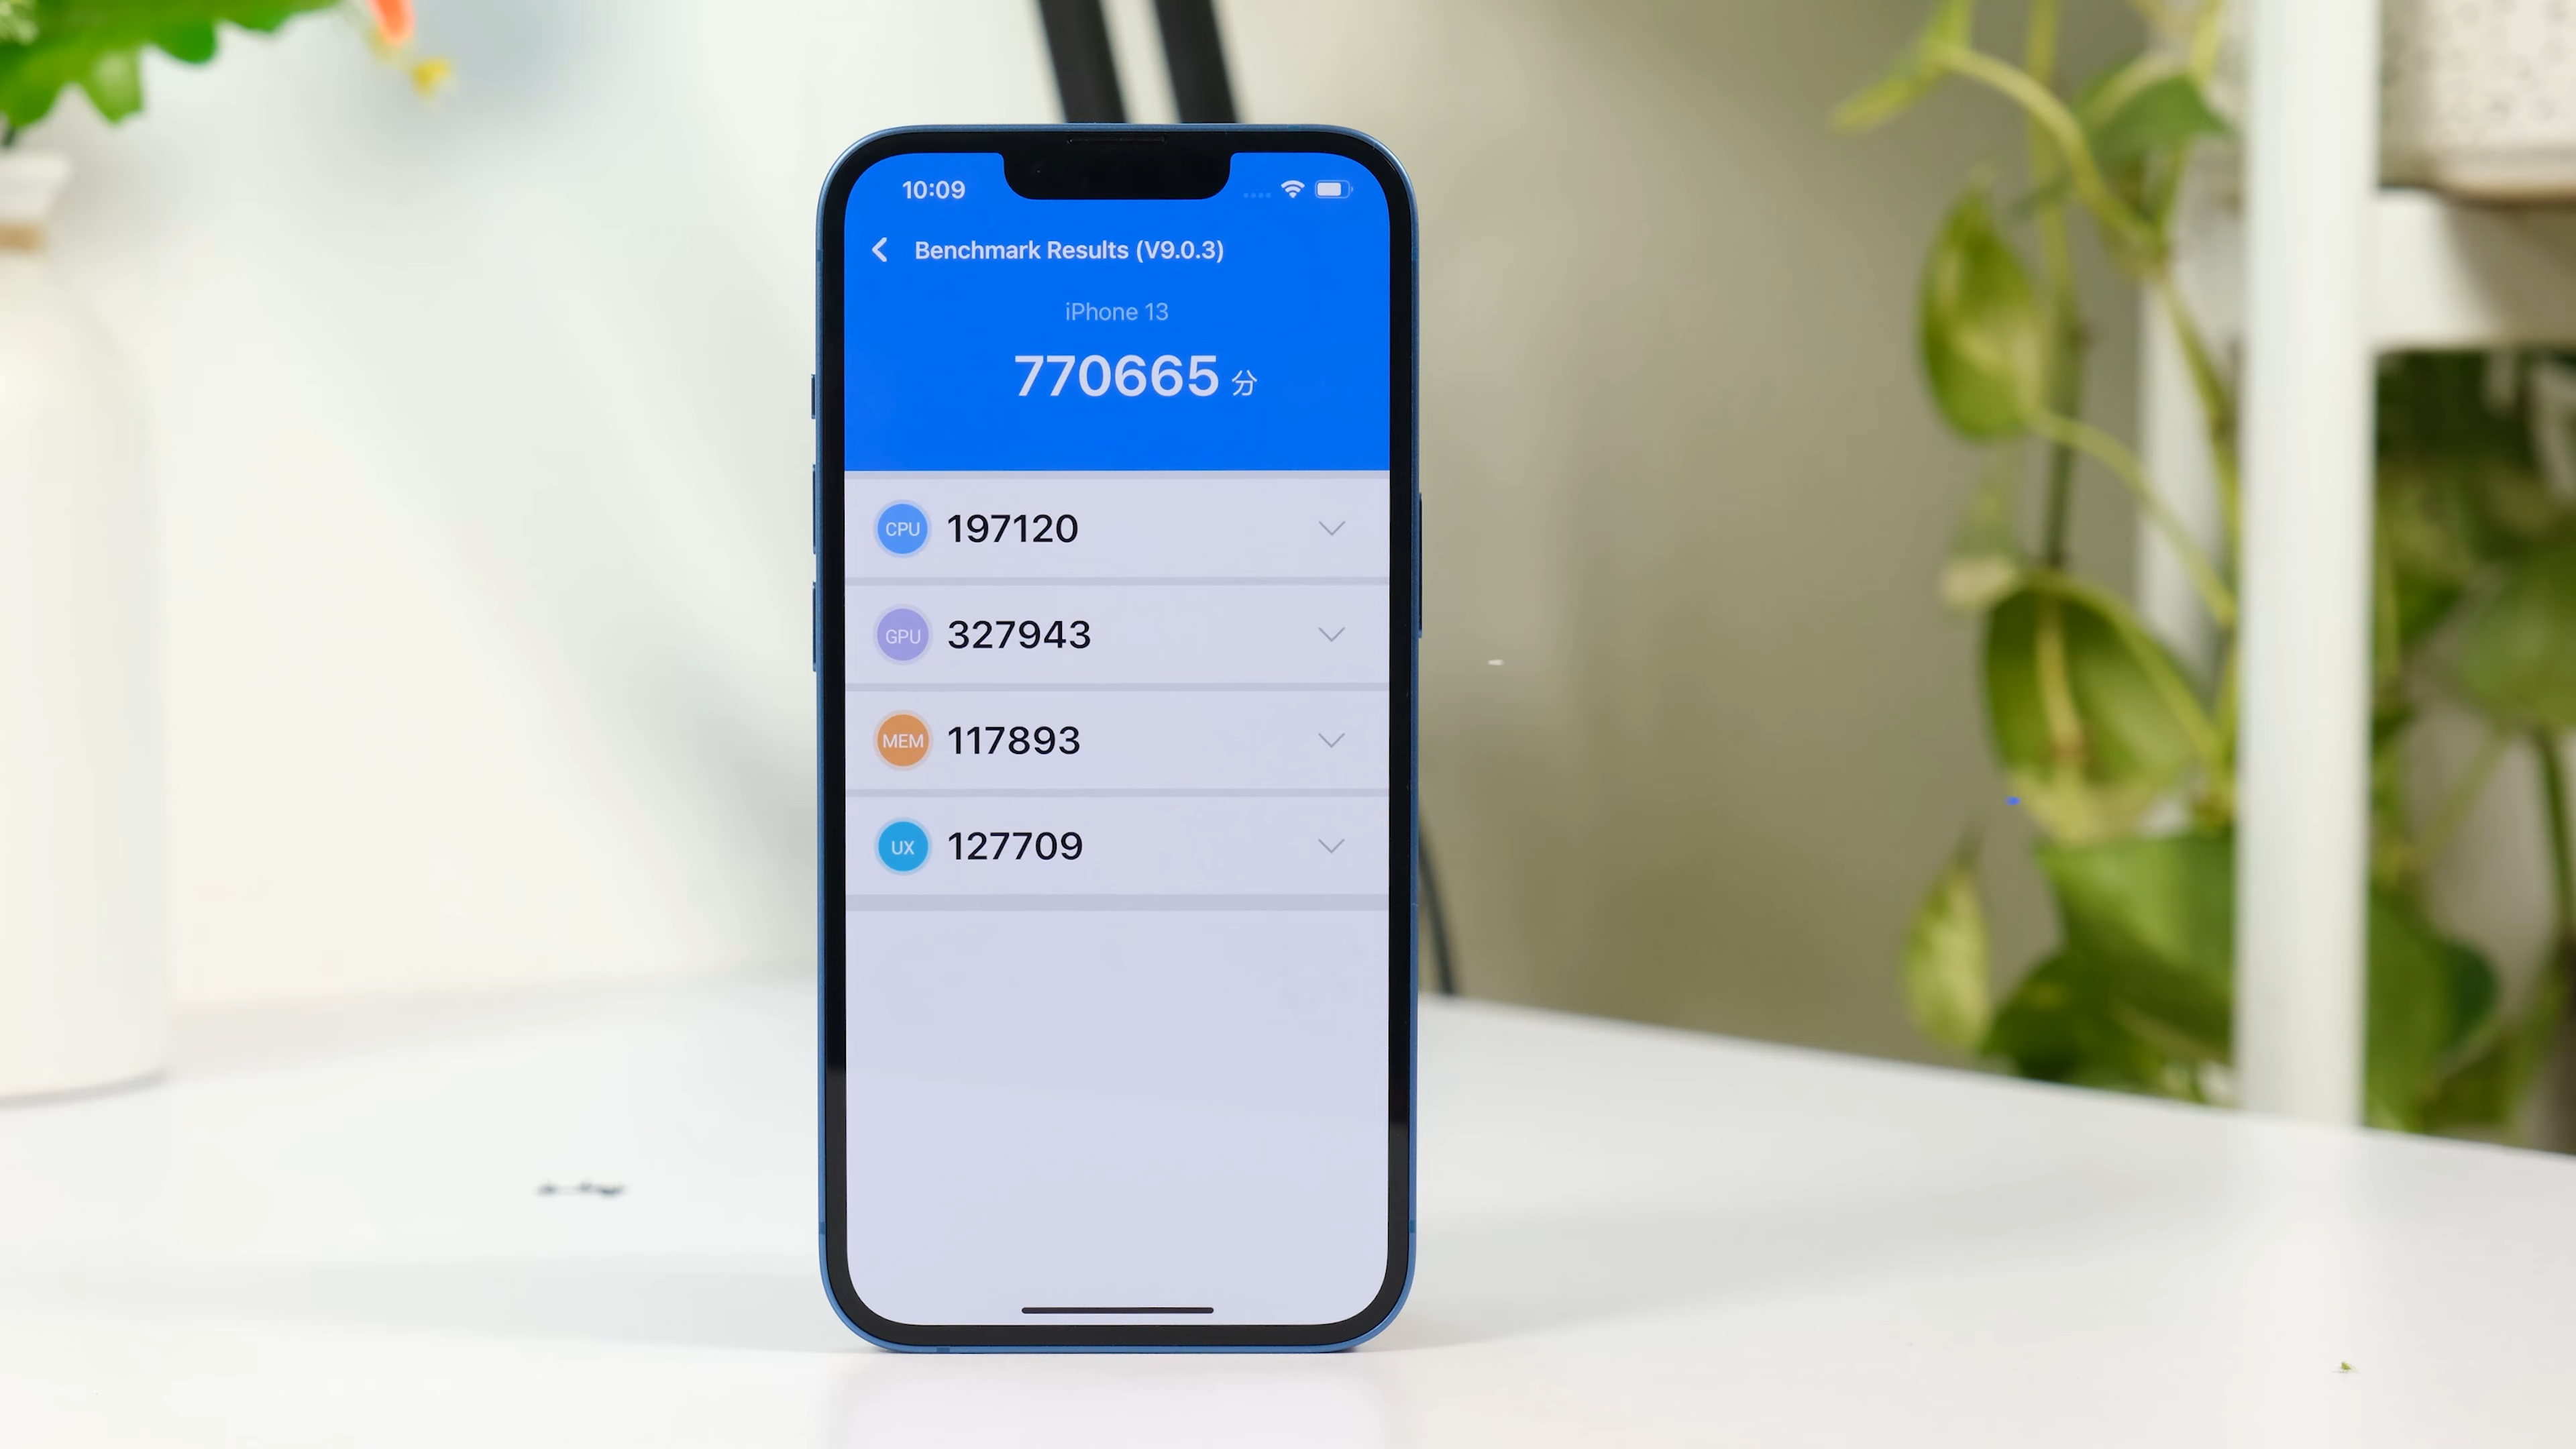 10:09
Benchmark Results (V9.0.3)
iPhone 13
770665 分
CPU 197120
GPU 327943
MEM 117893
UX 127709